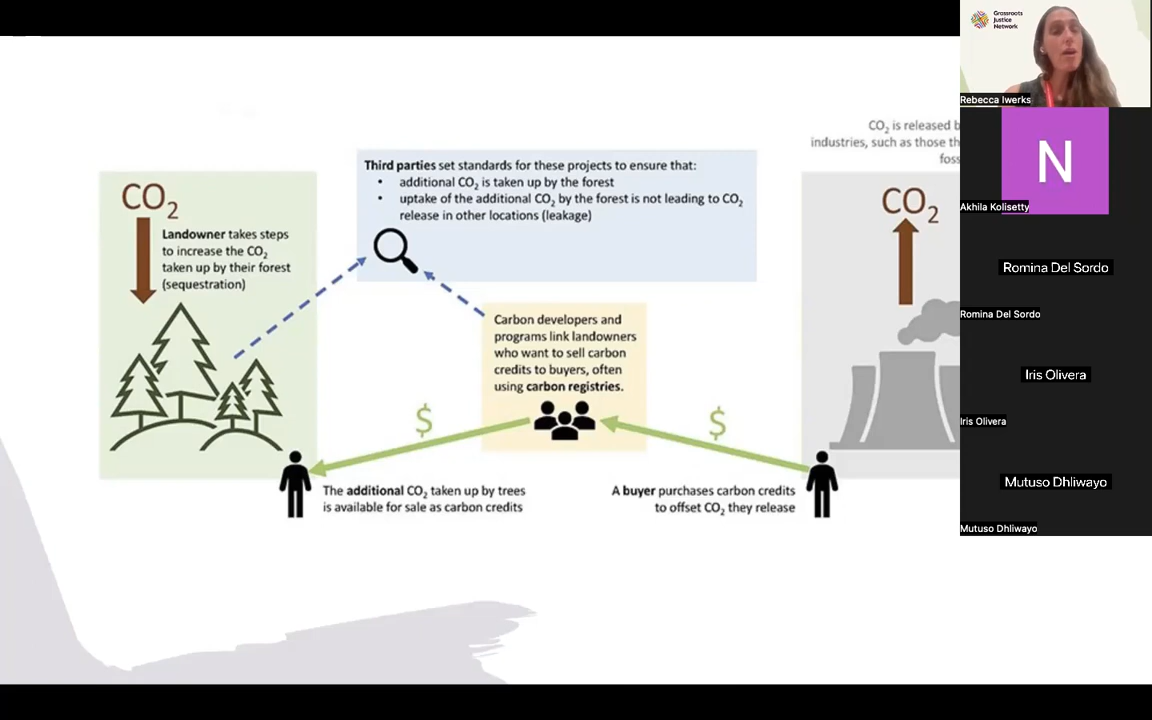 Grassroots
Justice
Network
Rebecca Iwerks
N
Akhila Kolisetty
Romina Del Sordo
Romina Del Sordo
Iris Olivera
Iris Olivera
Mutuso Dhliwayo
Mutuso Dhliwayo
CO2 is released b
industries, such as those th
foss
CO2
Landowner takes steps
to increase the CO2
taken up by their forest
(sequestration)
Third parties set standards for these projects to ensure that:
• additional CO2 is taken up by the forest
• uptake of the additional CO2 by the forest is not leading to CO2
release in other locations (leakage)
CO2
Carbon developers and
programs link landowners
who want to sell carbon
credits to buyers, often
using carbon registries.
$
$
The additional CO2 taken up by trees
is available for sale as carbon credits
A buyer purchases carbon credits
to offset CO2 they release